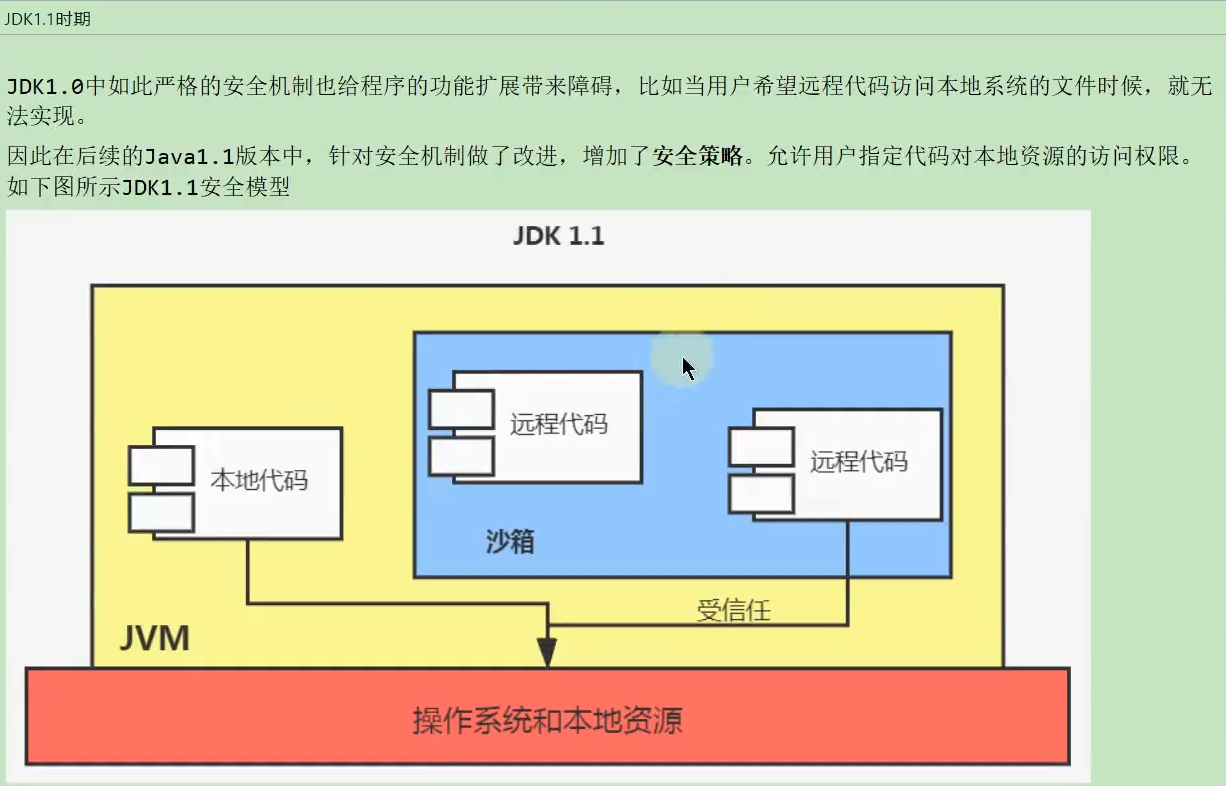 JDK1.1时期
JDK1.0中如此严格的安全机制也给程序的功能扩展带来障碍，比如当用户希望远程代码访问本地系统的文件时候，就无
法实现。
因此在后续的Java1.1版本中，针对安全机制做了改进，增加了安全策略。允许用户指定代码对本地资源的访问权限。
如下图所示JDK1.1安全模型
JDK 1.1
远程代码
远程代码
本地代码
沙箱
受信任
JVM
操作系统和本地资源